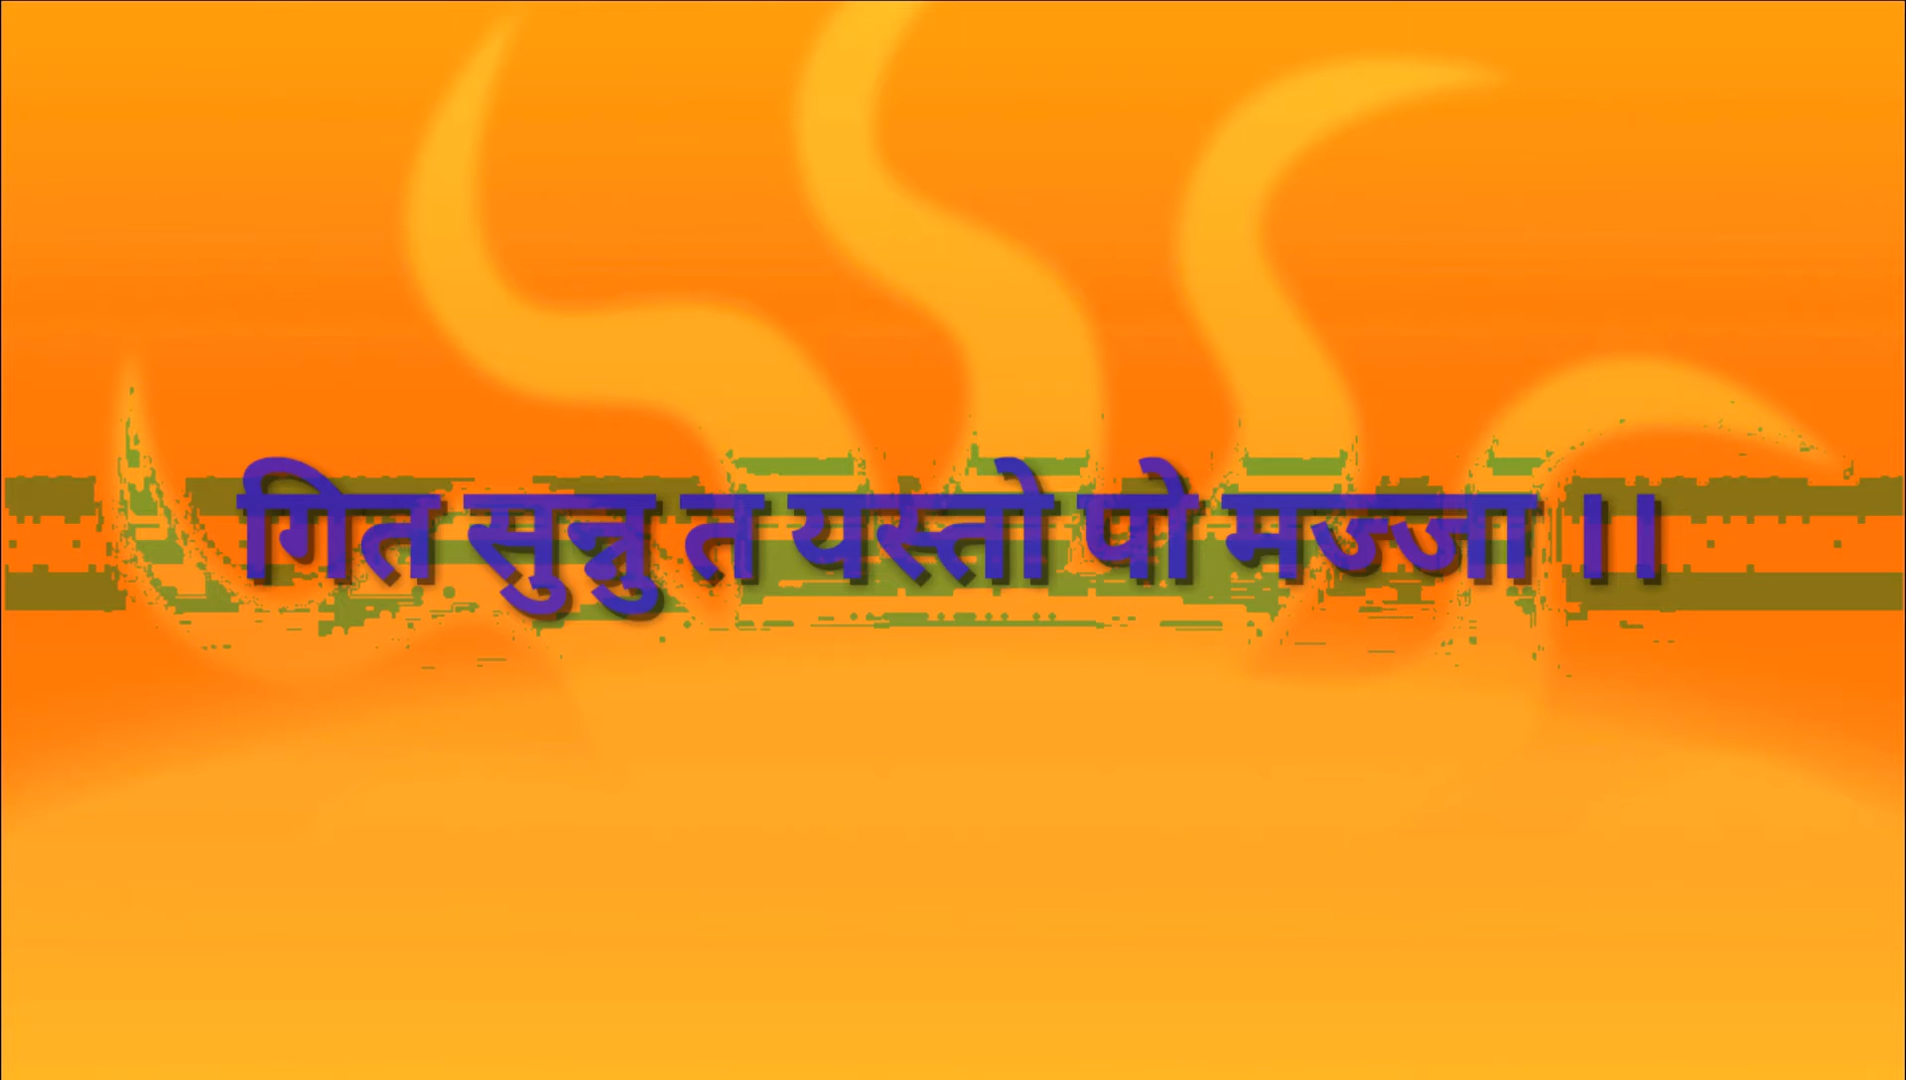 गित सुन्नु त यस्तो पो मज्जा ।।